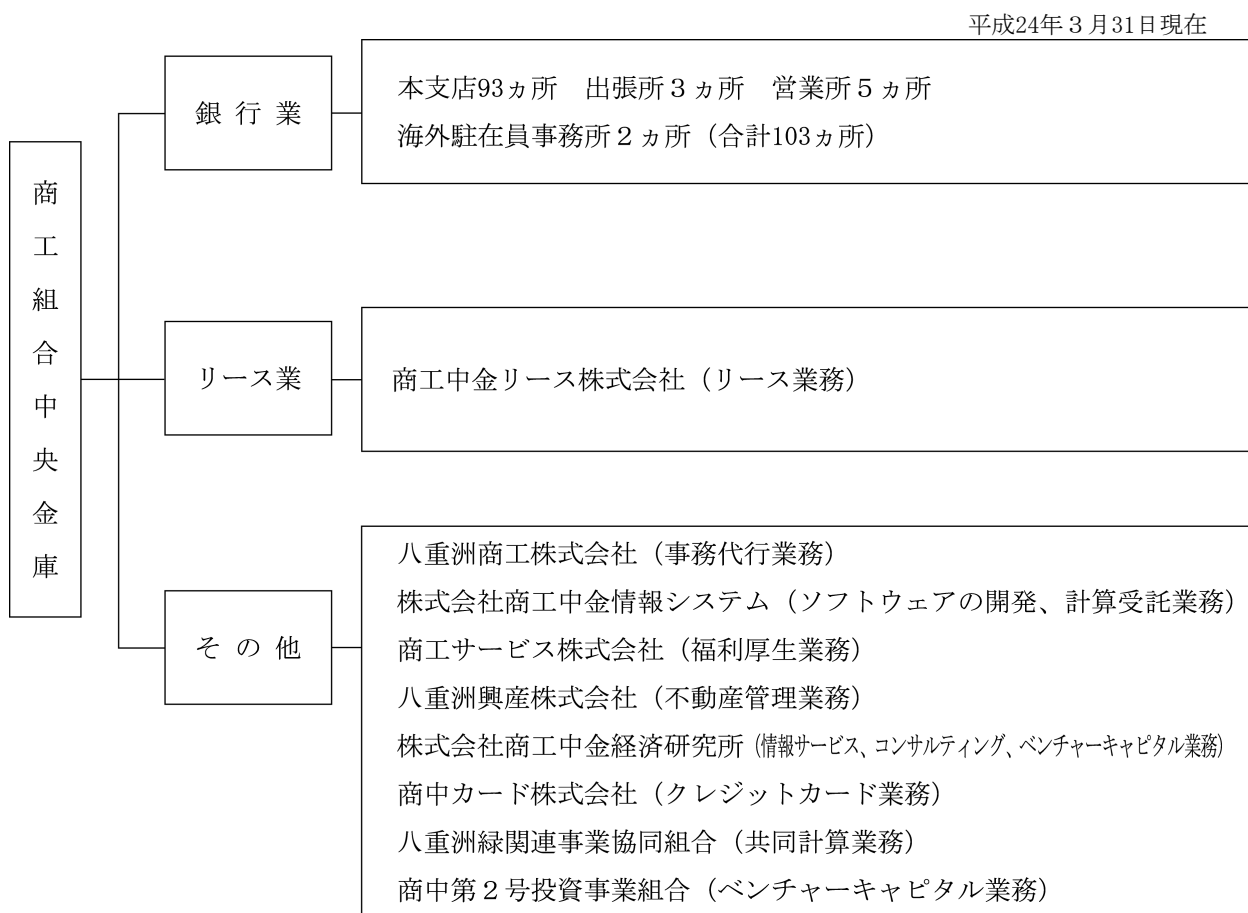 平成24年３月31日現在
商工組合中央金庫
銀行業
本支店93ヵ所　出張所３ヵ所　営業所５ヵ所
海外駐在員事務所２ヵ所（合計103ヵ所）
リース業
商工中金リース株式会社（リース業務）
その他
八重洲商工株式会社（事務代行業務）
株式会社商工中金情報システム（ソフトウェアの開発、計算受託業務）
商工サービス株式会社（福利厚生業務）
八重洲興産株式会社（不動産管理業務）
株式会社商工中金経済研究所（情報サービス、コンサルティング、ベンチャーキャピタル業務）
商中カード株式会社（クレジットカード業務）
八重洲緑関連事業協同組合（共同計算業務）
商中第２号投資事業組合（ベンチャーキャピタル業務）